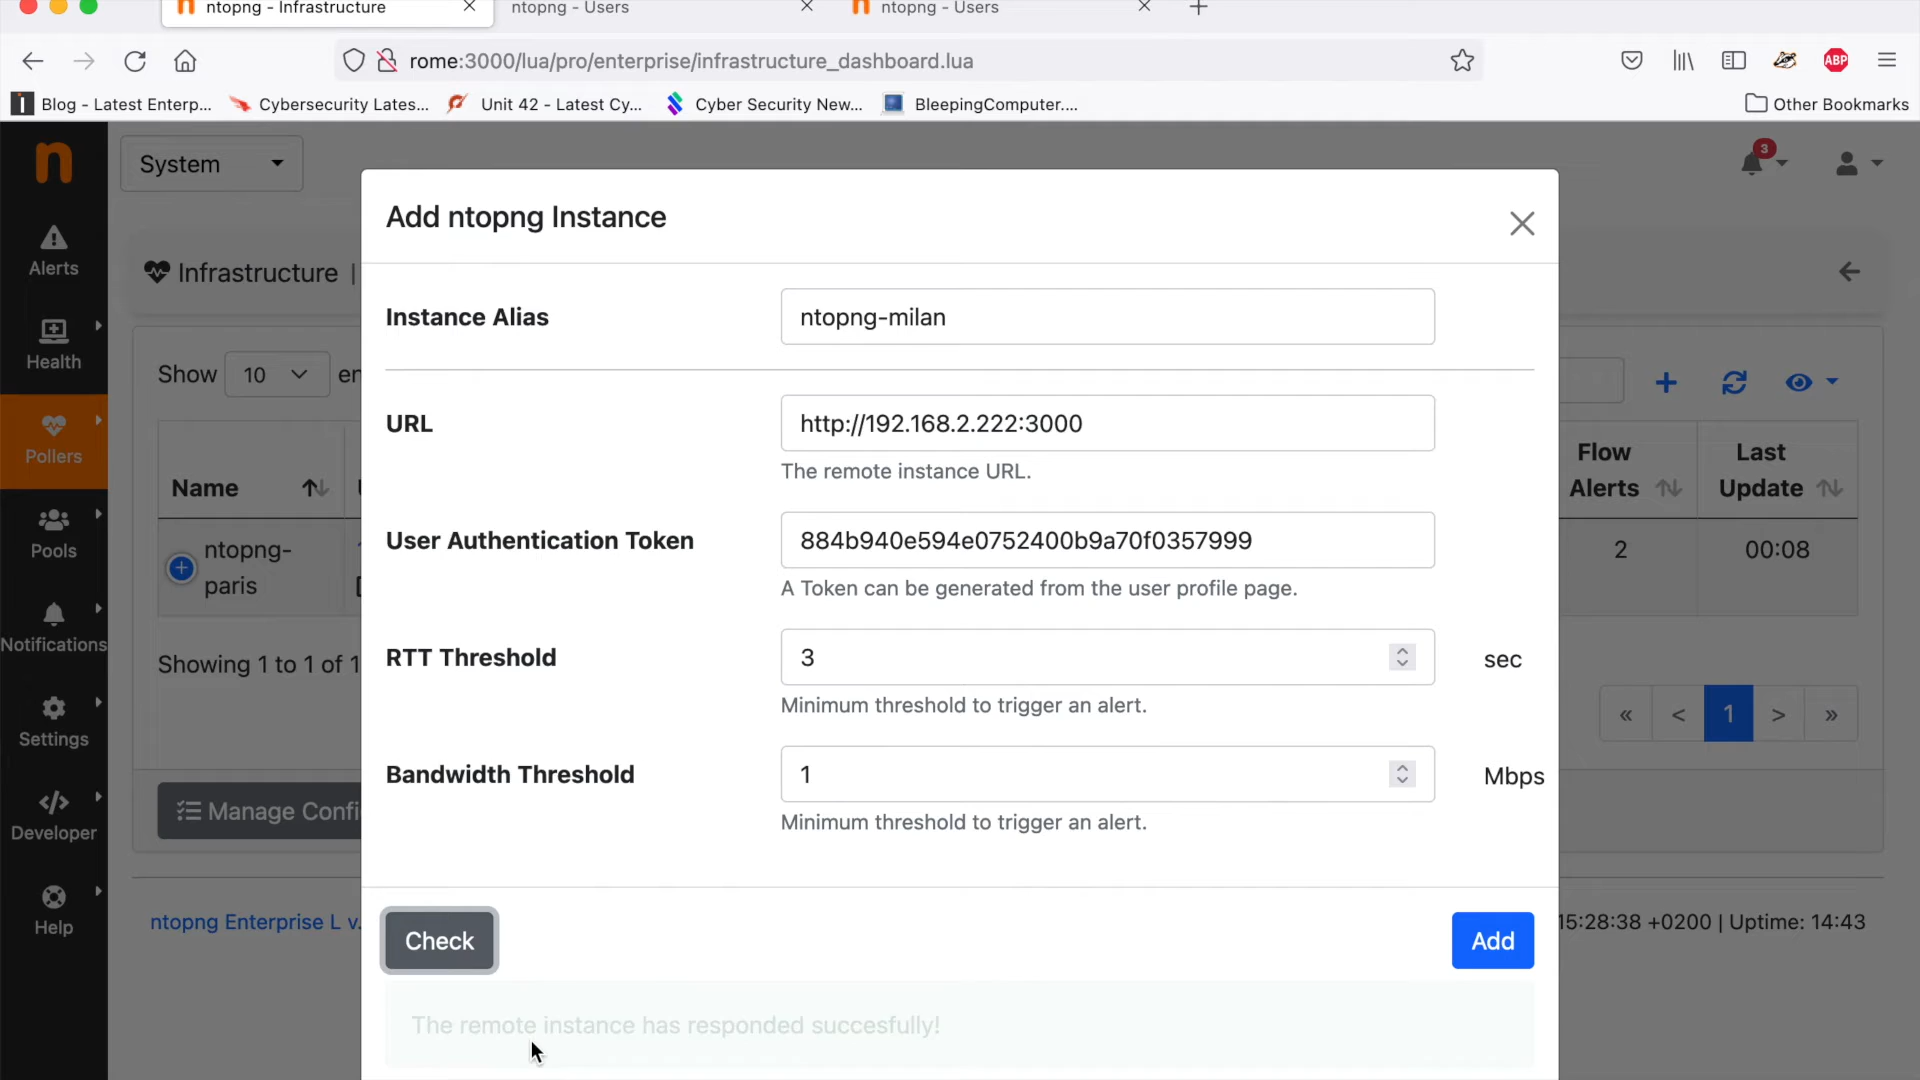 ntopng - Infrastructure
ntopng - Users
ntopng - Users
rome:3000/lua/pro/enterprise/infrastructure_dashboard.lua
ABP
Blog - Latest Enterp...
Cybersecurity Lates...
Unit 42 - Latest Cy...
Cyber Security New...
BleepingComputer....
Other Bookmarks
n
System
3
Alerts
Health
Pollers
Pools
Notifications
Settings
Developer
Help
Infrastructure |
Show 10 en
Name
Flow Alerts
Last Update
ntopng-
paris
2
00:08
Showing 1 to 1 of 1
« < 1 > »
Manage Confi
ntopng Enterprise L v.
15:28:38 +0200 | Uptime: 14:43
Add ntopng Instance
Instance Alias
ntopng-milan
URL
http://192.168.2.222:3000
The remote instance URL.
User Authentication Token
884b940e594e0752400b9a70f0357999
A Token can be generated from the user profile page.
RTT Threshold
3
sec
Minimum threshold to trigger an alert.
Bandwidth Threshold
1
Mbps
Minimum threshold to trigger an alert.
Check
Add
The remote instance has responded succesfully!